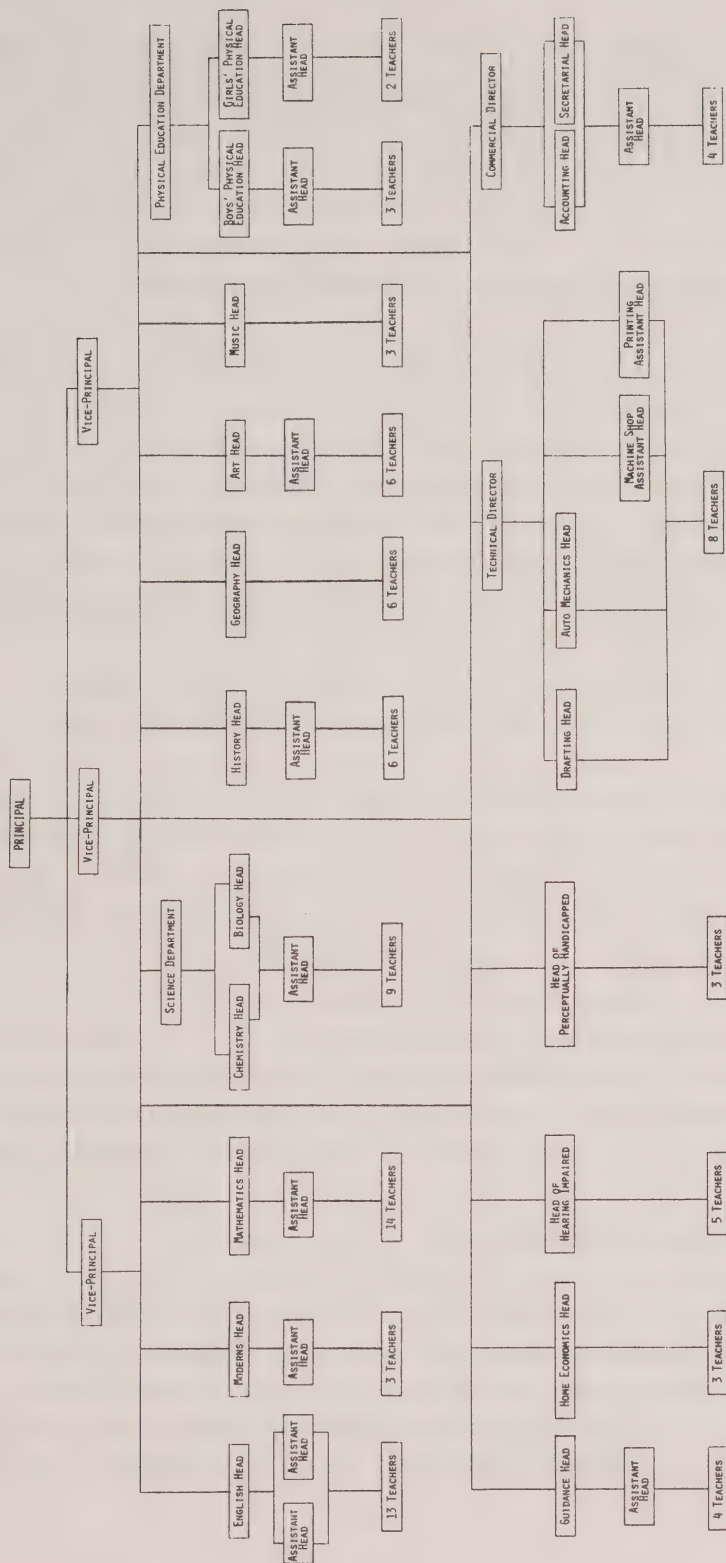 PRINCIPAL
VICE-PRINCIPAL
VICE-PRINCIPAL
VICE-PRINCIPAL
ENGLISH HEAD
ASSISTANT
HEAD
ASSISTANT
HEAD
13 TEACHERS
MODERNS HEAD
ASSISTANT
HEAD
3 TEACHERS
MATHEMATICS HEAD
ASSISTANT
HEAD
14 TEACHERS
SCIENCE DEPARTMENT
CHEMISTRY HEAD
BIOLOGY HEAD
ASSISTANT
HEAD
9 TEACHERS
HISTORY HEAD
ASSISTANT
HEAD
6 TEACHERS
GEOGRAPHY HEAD
6 TEACHERS
ART HEAD
ASSISTANT
HEAD
6 TEACHERS
MUSIC HEAD
3 TEACHERS
PHYSICAL EDUCATION DEPARTMENT
BOYS' PHYSICAL
EDUCATION HEAD
ASSISTANT
HEAD
3 TEACHERS
GIRLS' PHYSICAL
EDUCATION HEAD
ASSISTANT
HEAD
2 TEACHERS
GUIDANCE HEAD
ASSISTANT
HEAD
4 TEACHERS
HOME ECONOMICS HEAD
3 TEACHERS
HEAD OF
HEARING IMPAIRED
5 TEACHERS
HEAD OF
PERCEPTUALLY HANDICAPPED
3 TEACHERS
TECHNICAL DIRECTOR
DRAFTING HEAD
AUTO MECHANICS HEAD
MACHINE SHOP
ASSISTANT HEAD
PRINTING
ASSISTANT HEAD
8 TEACHERS
COMMERCIAL DIRECTOR
ACCOUNTING HEAD
SECRETARIAL HEAD
ASSISTANT
HEAD
4 TEACHERS